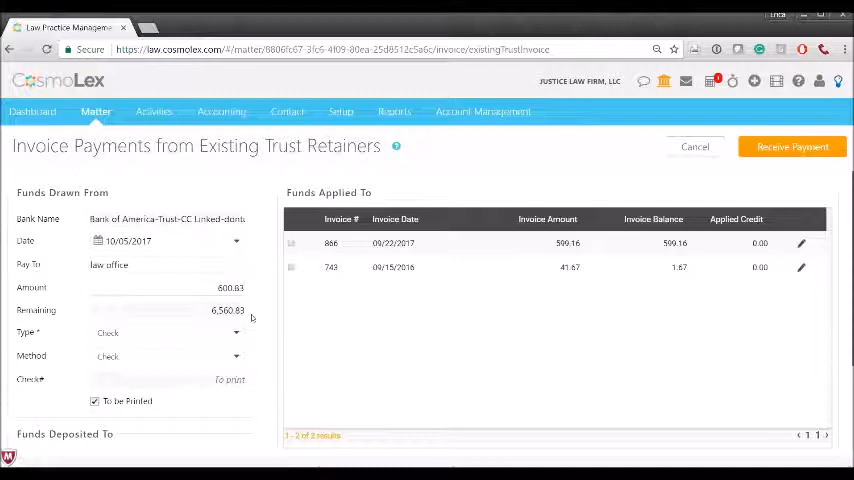 Erica
Law Practice Manageme
Secure
https://law.cosmolex.com/#/matter/8806fc67-3fc6-4f09-80ea-25d8512c5a6c/invoice/existingTrustInvoice
CosmoLex
JUSTICE LAW FIRM, LLC
1
Dashboard Matter Activities Accounting Contact Setup Reports Account Management
Invoice Payments from Existing Trust Retainers ?
Cancel Receive Payment
Funds Drawn From
Bank Name Bank of America-Trust-CC Linked-dont
Date 10/05/2017
Pay To law office
Amount 600.83
Remaining 6,560.83
Type * Check
Method Check
Check# To print
To be Printed
Funds Deposited To
Funds Applied To
Invoice # Invoice Date Invoice Amount Invoice Balance Applied Credit
866 09/22/2017 599.16 599.16 0.00
743 09/15/2016 41.67 1.67 0.00
1 - 2 of 2 results
‹ 1 1 ›